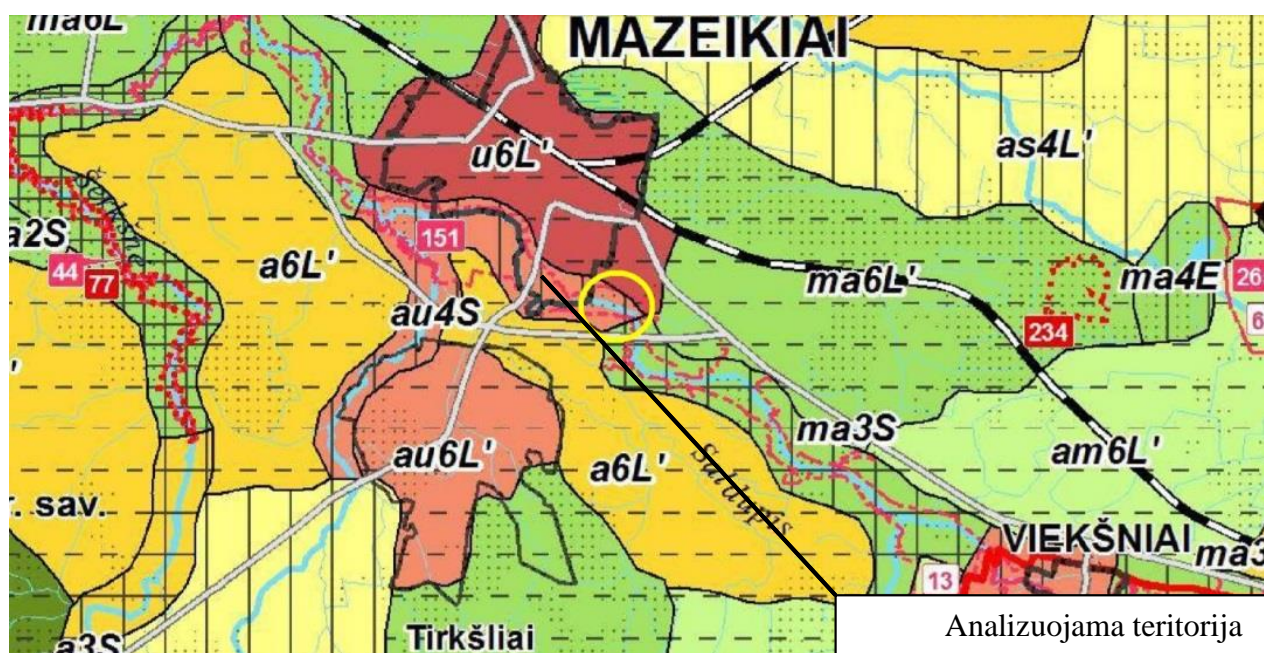 ma6L'
MAZEIKIAI
as4L'
u6L'
a2S
151
44
77
a6L'
ma6L'
ma4E
26
6
234
au4S
'
ma3S
au6L'
a6L'
Saldupis
am6L'
r. sav.
VIEKŠNIAI
ma3
13
Tirkšliai
a3S
Analizuojama teritorija